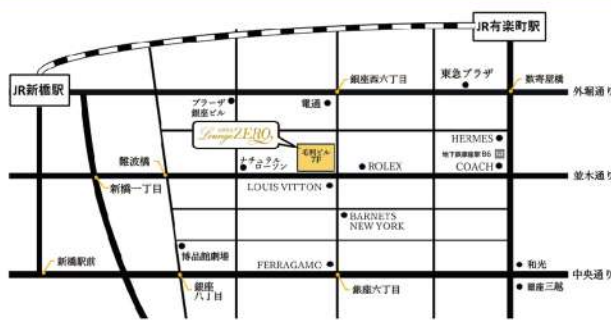 JR有楽町駅
JR新橋駅
東急プラザ
銀座西六丁目
数寄屋橋
外堀通り
プラーザ
銀座ビル
電通
Lounge ZERO
毛利ビル
7F
HERMES
地下鉄銀座駅 B6
COACH
難波橋
ナチュラル
ローソン
ROLEX
並木通り
新橋一丁目
LOUIS VITTON
BARNETS
NEW YORK
博品館劇場
新橋駅前
FERRAGAMC
和光
中央通り
銀座
八丁目
銀座六丁目
銀座三越